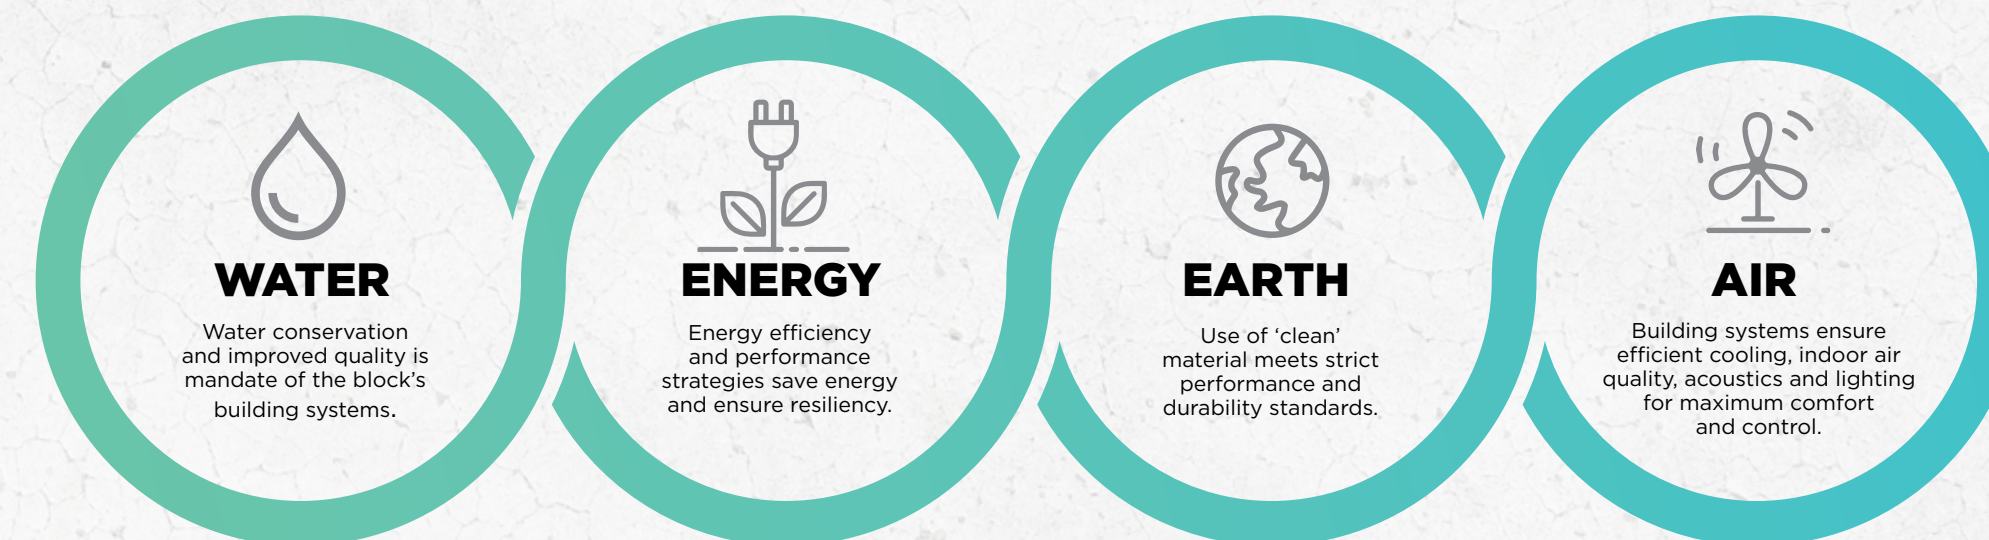 WATER
Water conservation
and improved quality is
mandate of the block’s
building systems.
ENERGY
Energy efficiency
and performance
strategies save energy
and ensure resiliency.
EARTH
Use of ‘clean’
material meets strict
performance and
durability standards.
AIR
Building systems ensure
efficient cooling, indoor air
quality, acoustics and lighting
for maximum comfort
and control.